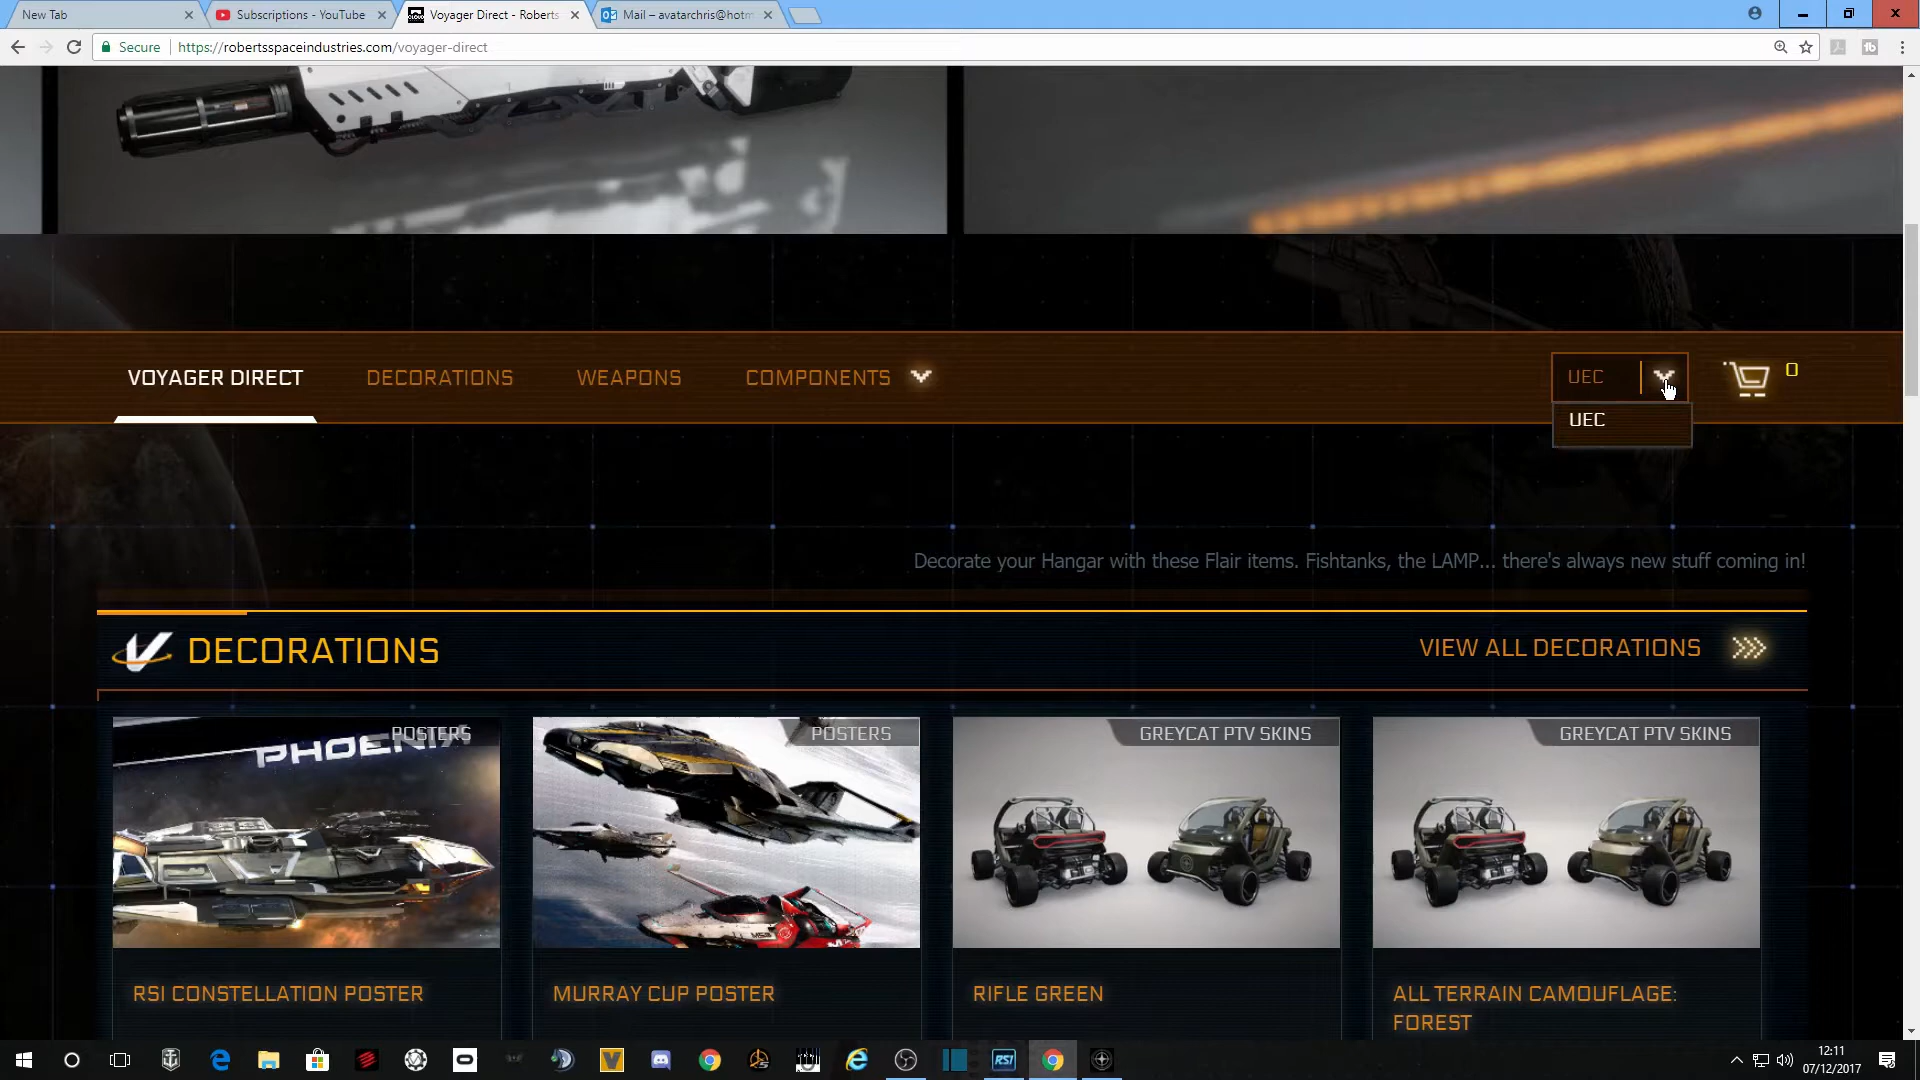 New Tab
Subscriptions - YouTube
Voyager Direct - Roberts
Mail – avatarchris@hotm
Secure
https://robertsspaceindustries.com/voyager-direct
VOYAGER DIRECT
DECORATIONS
WEAPONS
COMPONENTS
UEC
0
UEC
Decorate your Hangar with these Flair items. Fishtanks, the LAMP... there's always new stuff coming in!
DECORATIONS
VIEW ALL DECORATIONS
POSTERS
PHOENIX
POSTERS
GREYCAT PTV SKINS
GREYCAT PTV SKINS
RSI CONSTELLATION POSTER
MURRAY CUP POSTER
RIFLE GREEN
ALL TERRAIN CAMOUFLAGE:
FOREST
RSI
12:11
07/12/2017